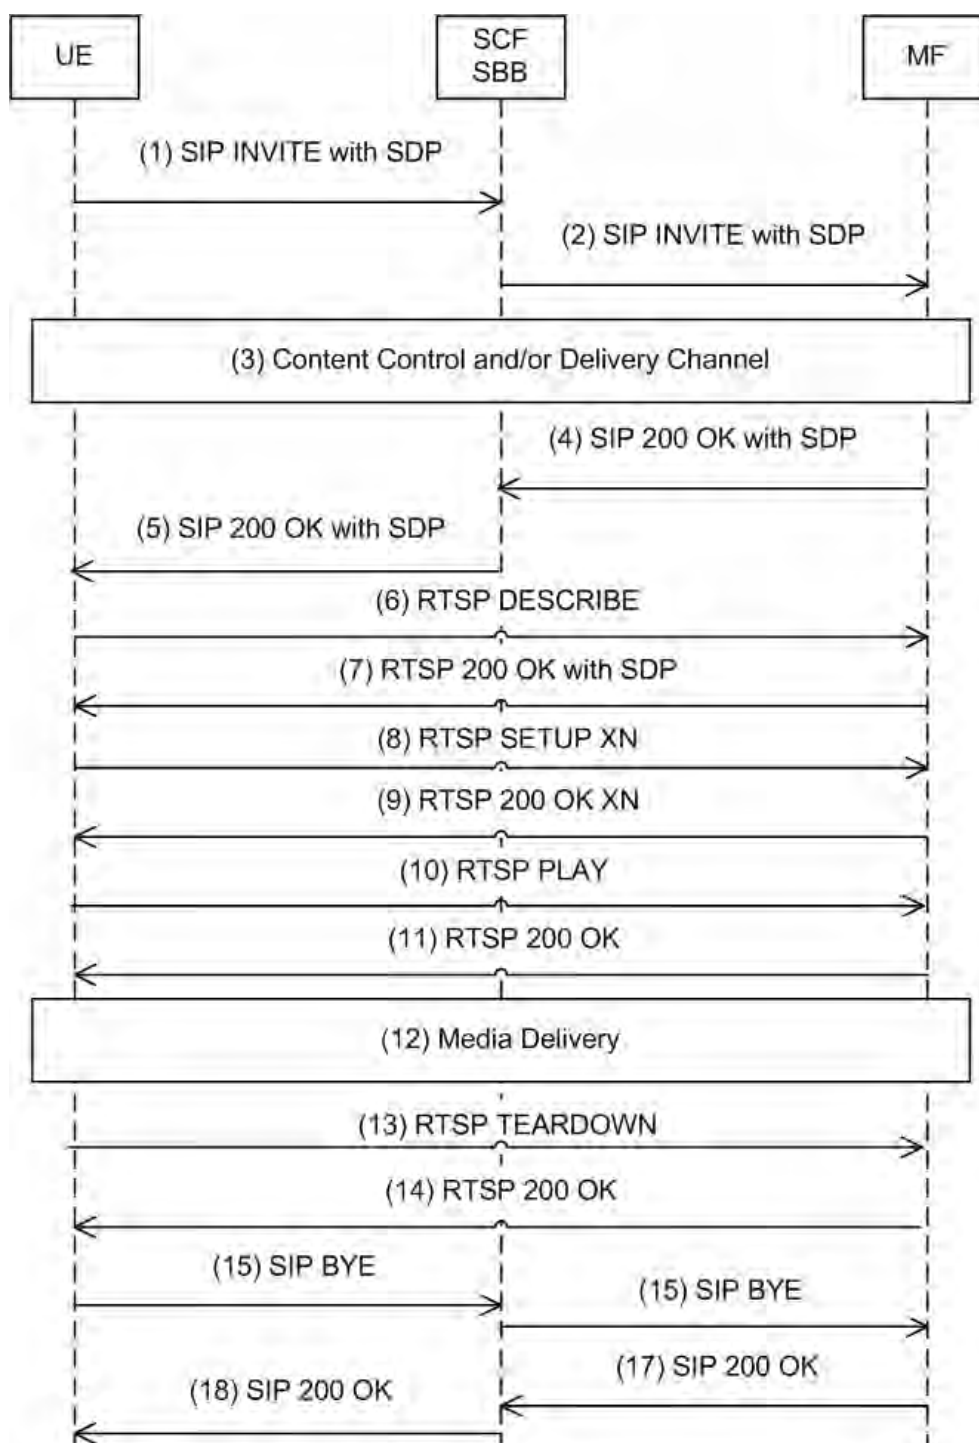 UE
SCF
SBB
MF
(1) SIP INVITE with SDP
(2) SIP INVITE with SDP
(3) Content Control and/or Delivery Channel
(4) SIP 200 OK with SDP
(5) SIP 200 OK with SDP
(6) RTSP DESCRIBE
(7) RTSP 200 OK with SDP
(8) RTSP SETUP XN
(9) RTSP 200 OK XN
(10) RTSP PLAY
(11) RTSP 200 OK
(12) Media Delivery
(13) RTSP TEARDOWN
(14) RTSP 200 OK
(15) SIP BYE
(15) SIP BYE
(17) SIP 200 OK
(18) SIP 200 OK